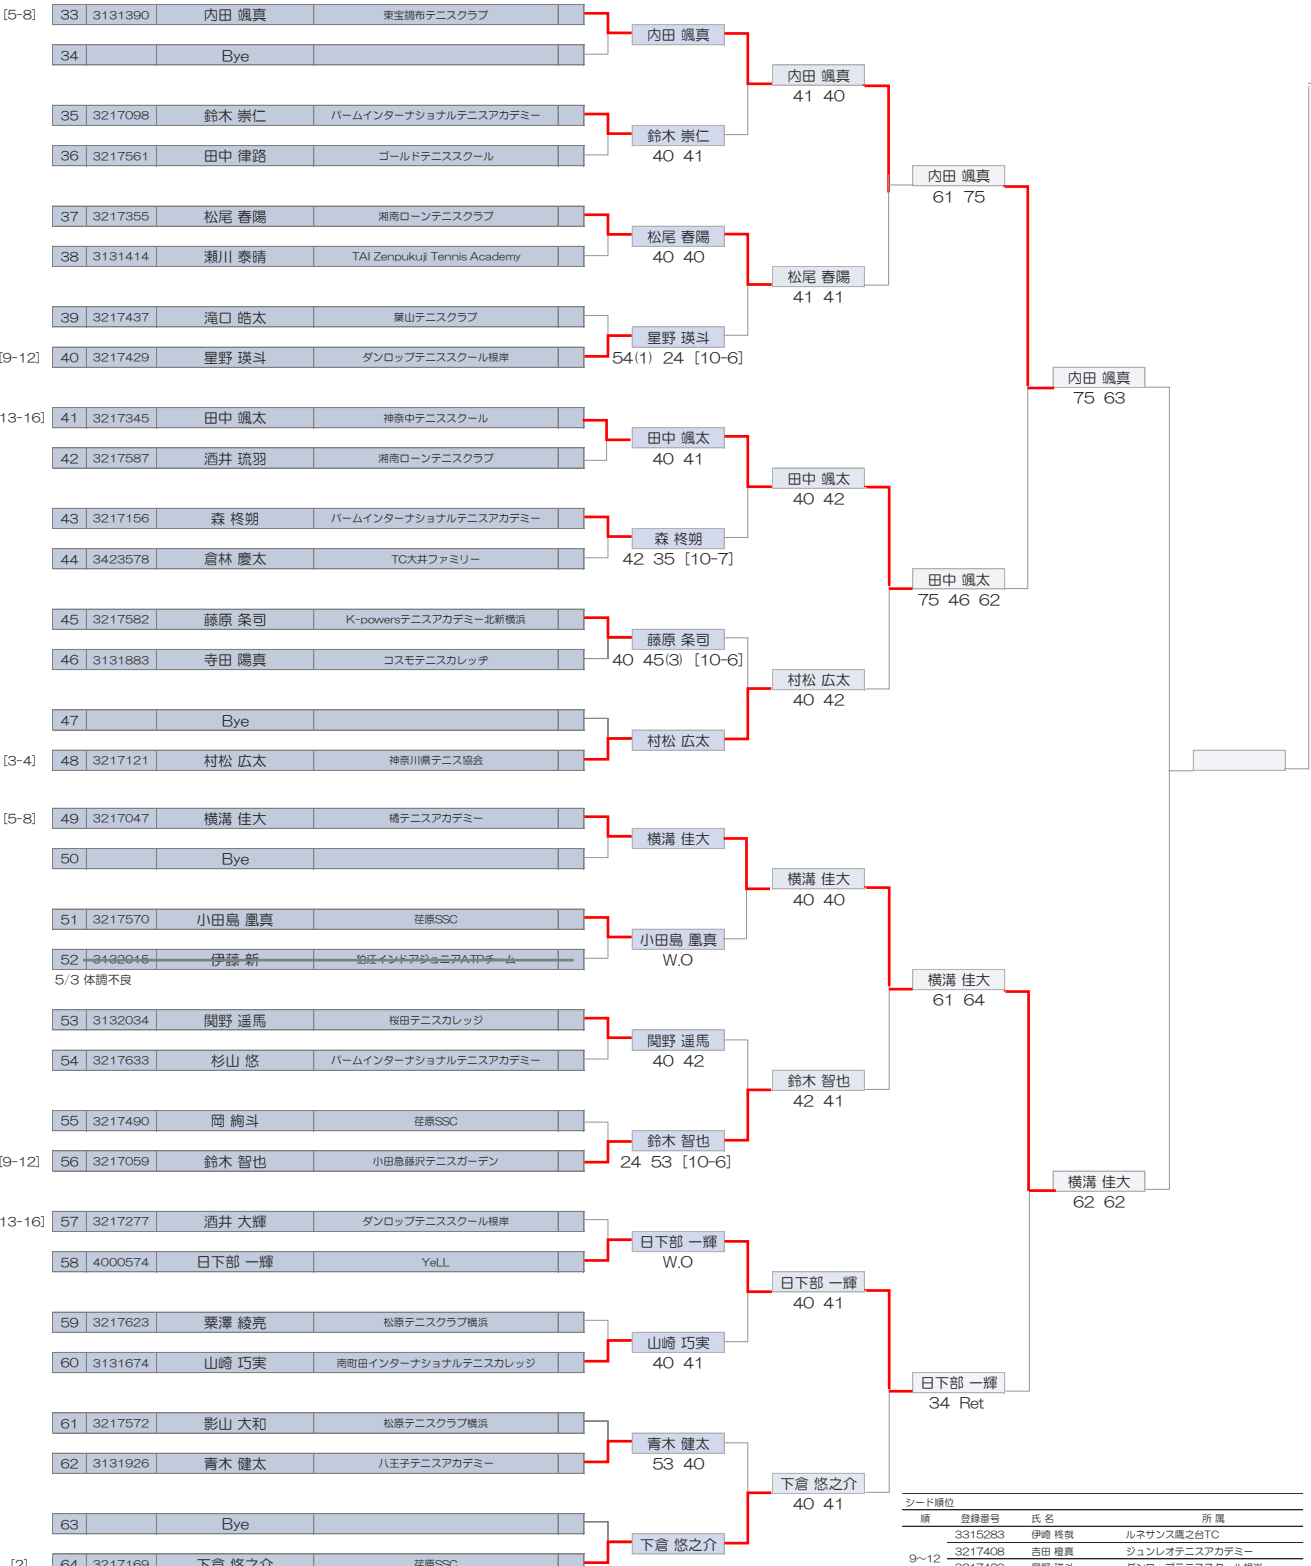 [5-8] 33 3131390 内田 颯真 東宝調布テニスクラブ
内田 颯真
34 Bye
内田 颯真
41 40
35 3217098 鈴木 崇仁 パームインターナショナルテニスアカデミー
鈴木 崇仁
40 41
36 3217561 田中 律路 ゴールドテニススクール
内田 颯真
61 75
37 3217355 松尾 春陽 湘南ローンテニスクラブ
松尾 春陽
40 40
38 3131414 瀬川 泰晴 TAI Zenpukuji Tennis Academy
松尾 春陽
41 41
39 3217437 滝口 皓太 葉山テニスクラブ
星野 瑛斗
54(1) 24 [10-6]
[9-12] 40 3217429 星野 瑛斗 ダンロップテニススクール根岸
内田 颯真
75 63
13-16] 41 3217345 田中 颯太 神奈中テニススクール
田中 颯太
40 41
42 3217587 酒井 琉羽 湘南ローンテニスクラブ
田中 颯太
40 42
43 3217156 森 柊朔 パームインターナショナルテニスアカデミー
森 柊朔
42 35 [10-7]
44 3423578 倉林 慶太 TC大井ファミリー
田中 颯太
75 46 62
45 3217582 藤原 条司 K-powersテニスアカデミー北新横浜
藤原 条司
40 45(3) [10-6]
46 3131883 寺田 陽真 コスモテニスカレッヂ
村松 広太
40 42
47 Bye
村松 広太
[3-4] 48 3217121 村松 広太 神奈川県テニス協会
[5-8] 49 3217047 横溝 佳大 橘テニスアカデミー
横溝 佳大
50 Bye
横溝 佳大
40 40
51 3217570 小田島 凰真 荏原SSC
小田島 凰真
W.O
52 3132015 伊藤 新 狛江インドアジュニアATPチーム
5/3 体調不良
横溝 佳大
61 64
53 3132034 関野 遥馬 桜田テニスカレッジ
関野 遥馬
40 42
54 3217633 杉山 悠 パームインターナショナルテニスアカデミー
鈴木 智也
42 41
55 3217490 岡 絢斗 荏原SSC
鈴木 智也
24 53 [10-6]
[9-12] 56 3217059 鈴木 智也 小田急藤沢テニスガーデン
横溝 佳大
62 62
13-16] 57 3217277 酒井 大輝 ダンロップテニススクール根岸
日下部 一輝
W.O
58 4000574 日下部 一輝 YeLL
日下部 一輝
40 41
59 3217623 粟澤 綾亮 松原テニスクラブ横浜
山崎 巧実
40 41
60 3131674 山崎 巧実 南町田インターナショナルテニスカレッジ
日下部 一輝
34 Ret
61 3217572 影山 大和 松原テニスクラブ横浜
青木 健太
53 40
62 3131926 青木 健太 八王子テニスアカデミー
下倉 悠之介
40 41
63 Bye
下倉 悠之介
[2] 64 3217169 下倉 悠之介 荏原SSC
シード順位
順 登録番号 氏 名 所 属
3315283 伊﨑 柊哉 ルネサンス鷹之台TC
9～12 3217408 吉田 橙真 ジュンレオテニスアカデミー
3217429 星野 瑛斗 ダンロップテニススクール根岸